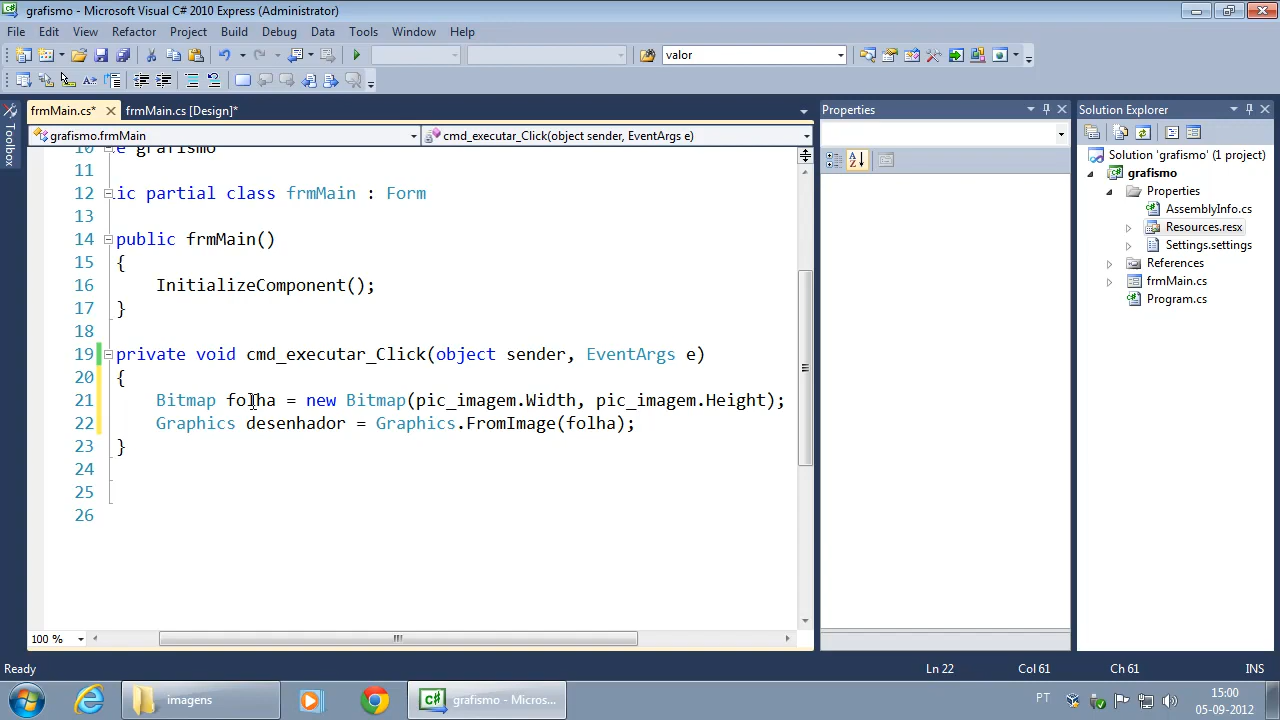 grafismo - Microsoft Visual C# 2010 Express (Administrator)
File Edit View Refactor Project Build Debug Data Tools Window Help
valor
frmMain.cs* frmMain.cs [Design]*
grafismo.frmMain cmd_executar_Click(object sender, EventArgs e)
10 e grafismo
11
12 ic partial class frmMain : Form
13
14 public frmMain()
15 {
16 InitializeComponent();
17 }
18
19 private void cmd_executar_Click(object sender, EventArgs e)
20 {
21 Bitmap folha = new Bitmap(pic_imagem.Width, pic_imagem.Height);
22 Graphics desenhador = Graphics.FromImage(folha);
23 }
24
25
26
100 %
Toolbox
Properties
Solution Explorer
Solution 'grafismo' (1 project)
grafismo
Properties
AssemblyInfo.cs
Resources.resx
Settings.settings
References
frmMain.cs
Program.cs
Ready Ln 22 Col 61 Ch 61 INS
imagens
grafismo - Micros...
PT
15:00
05-09-2012